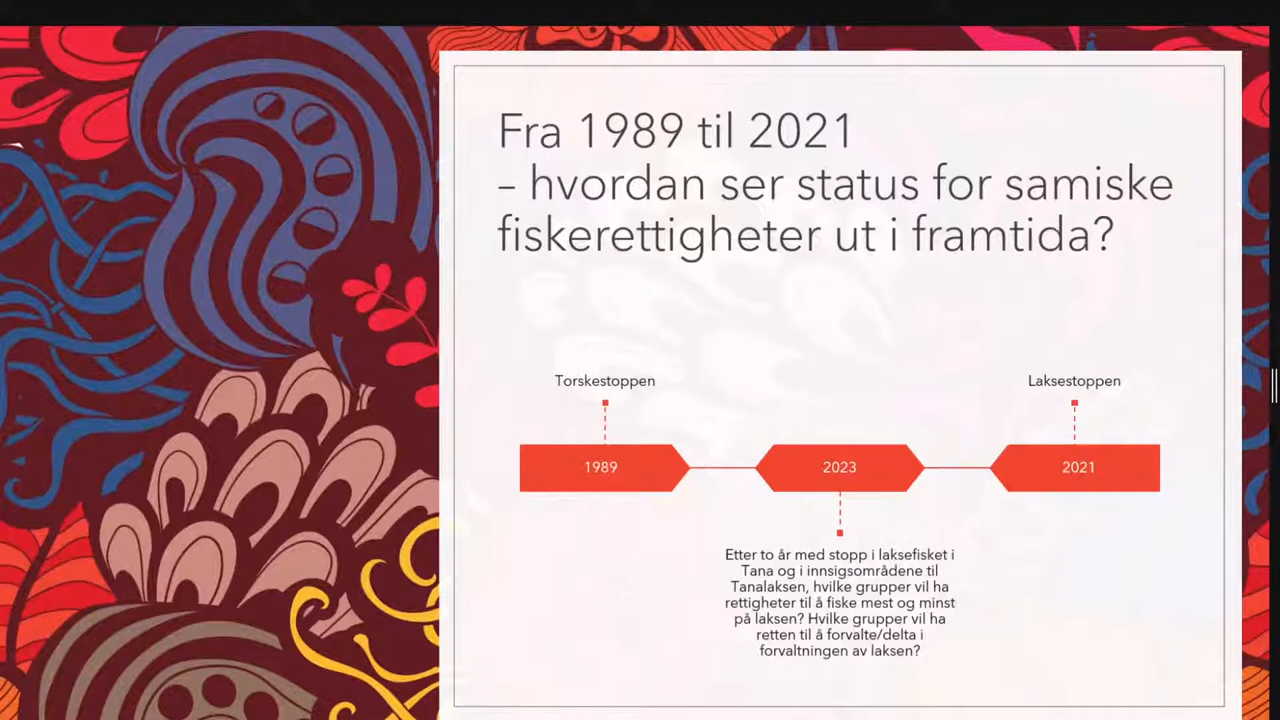 Fra 1989 til 2021
– hvordan ser status for samiske
fiskerettigheter ut i framtida?
Torskestoppen
Laksestoppen
1989
2023
2021
Etter to år med stopp i laksefisket i
Tana og i innsigsområdene til
Tanalaksen, hvilke grupper vil ha
rettigheter til å fiske mest og minst
på laksen? Hvilke grupper vil ha
retten til å forvalte/delta i
forvaltningen av laksen?